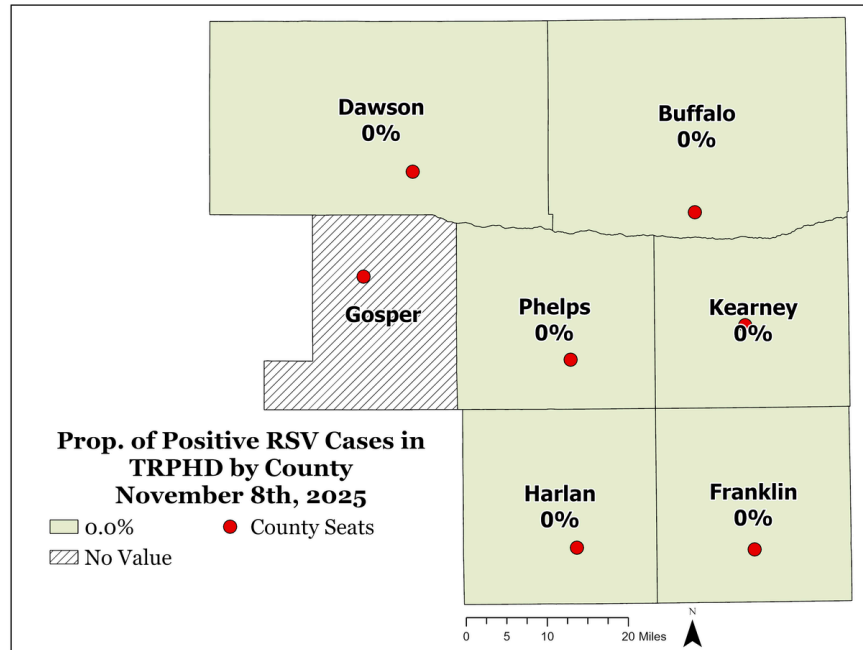 Dawson
0%
Buffalo
0%
Gosper
Phelps
0%
Kearney
0%
Prop. of Positive RSV Cases in
TRPHD by County
November 8th, 2025
0.0%
County Seats
No Value
Harlan
0%
Franklin
0%
N
0 5 10 20 Miles